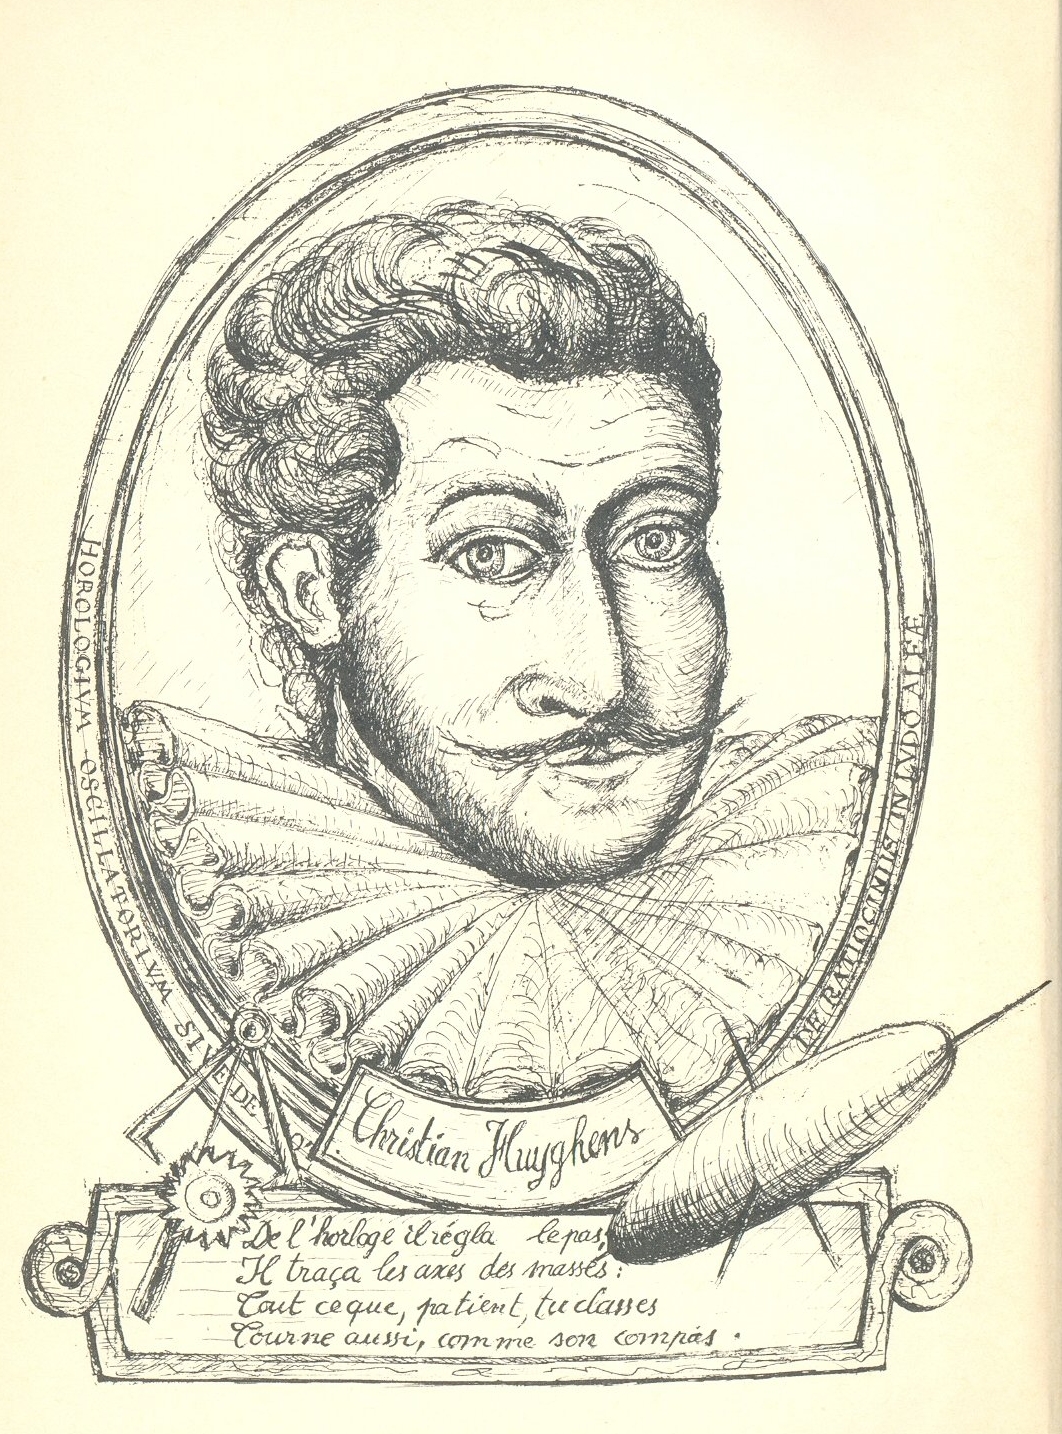 HOROLOGIVM OSCILLATORIVM SIVE DE
DE RATIOCINIIS IN LVDO ALEÆ
Christian Huyghens
De l'horloge il régla le pas,
Il traça les axes des masses :
Tout ce que, patient, tu classes
Tourne aussi, comme son compas .